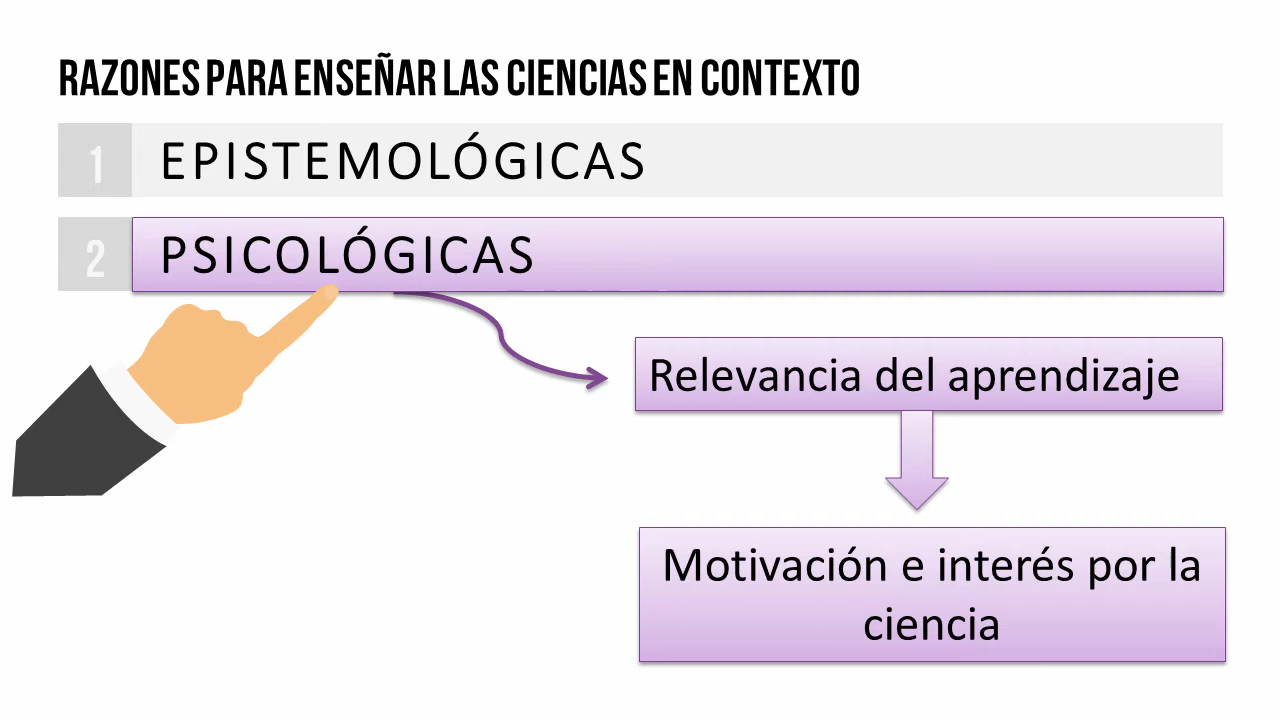 RAZONES PARA ENSEÑAR LAS CIENCIAS EN CONTEXTO
1 EPISTEMOLÓGICAS
2 PSICOLÓGICAS
Relevancia del aprendizaje
Motivación e interés por la
ciencia